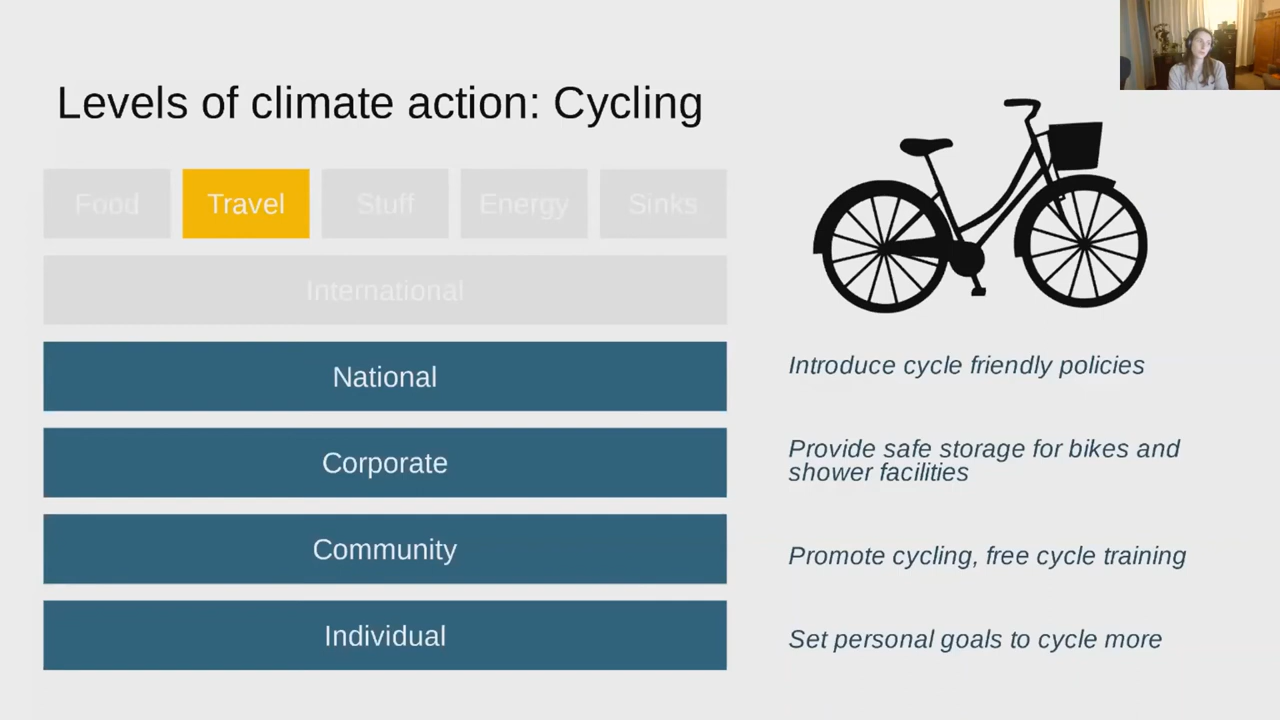 Levels of climate action: Cycling
Food
Travel
Stuff
Energy
Sinks
International
National
Introduce cycle friendly policies
Corporate
Provide safe storage for bikes and
shower facilities
Community
Promote cycling, free cycle training
Individual
Set personal goals to cycle more